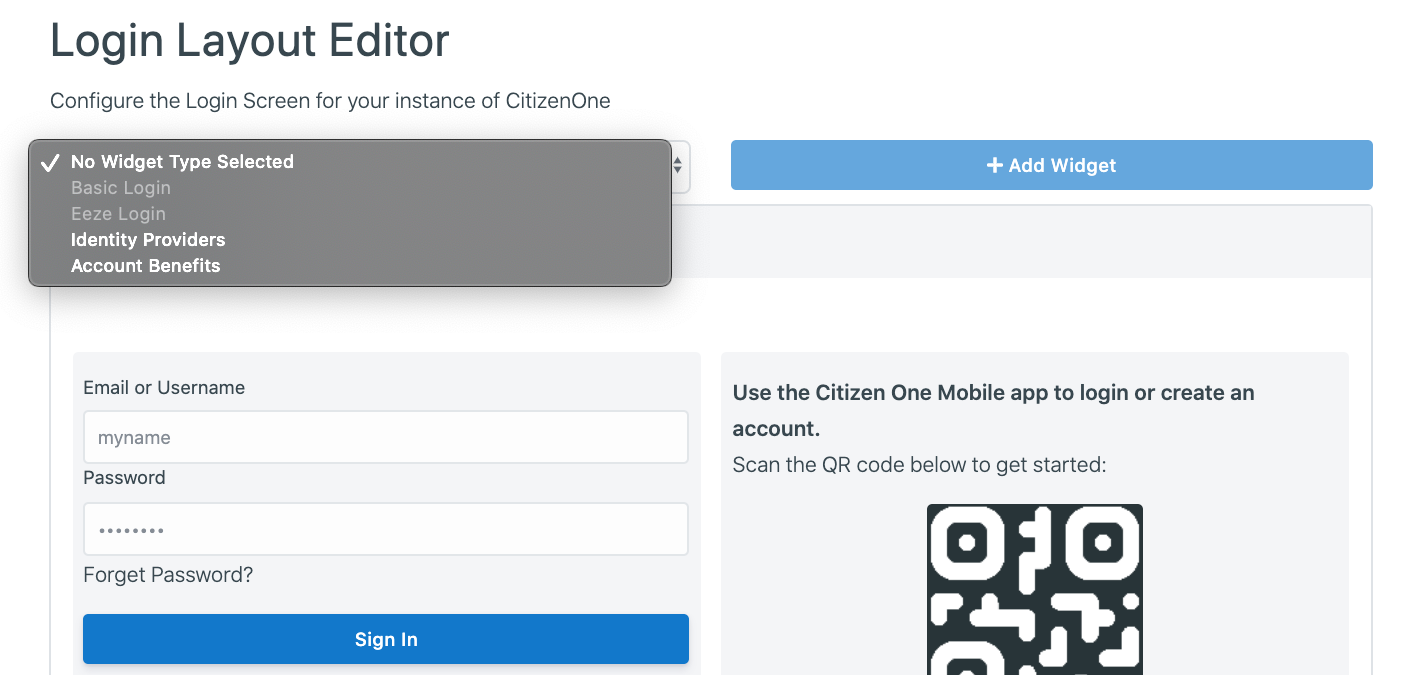 Login Layout Editor
Configure the Login Screen for your instance of CitizenOne
No Widget Type Selected
Basic Login
Eeze Login
Identity Providers
Account Benefits
Add Widget
Email or Username
myname
Password
••••••••
Forget Password?
Sign In
Use the Citizen One Mobile app to login or create an
account.
Scan the QR code below to get started: